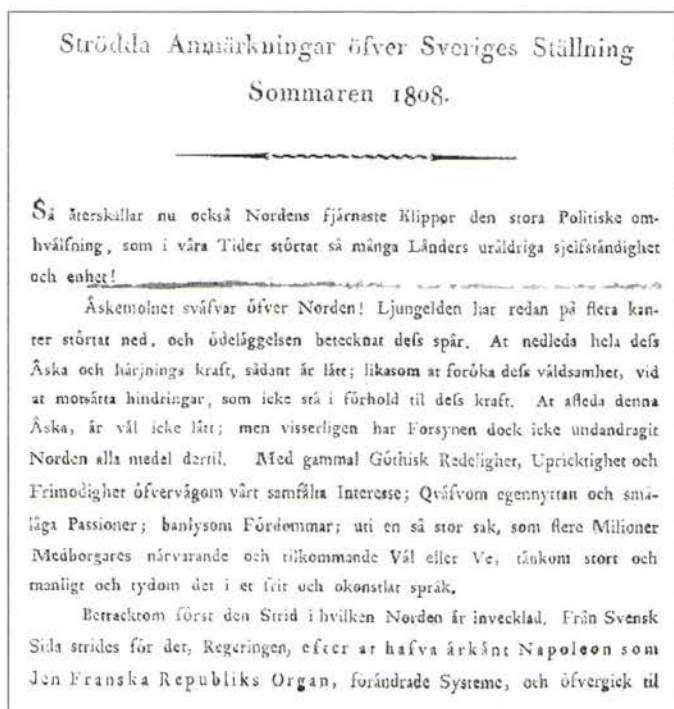 Strödda Anmärkningar öfver Sveriges Ställning
Sommaren 1808.
Så återskallar nu också Nordens fjärnaste Klippor den stora Politiske om-
hvälfning, som i våra Tider störtat så många Länders uråldriga sjelfständighet
och enhet!
Åskemolnet sväfvar öfver Norden! Ljungelden har redan på flera kan-
ter störtat ned, och ödeläggelsen betecknat dess spår. At nedleda hela dess
Åska och härjnings kraft, sådant är lätt; likasom at foröka dess våldsamhet, vid
at motsätta hindringar, som icke stå i förhold til dess kraft. At afleda denna
Åska, är väl icke lätt; men visserligen har Forsynen dock icke undandragit
Norden alla medel dertil. Med gammal Göthisk Redelighet, Upricktighet och
Frimodighet öfvervägom vårt samfälta Interesse; Qväfvom egennyttan och små-
låga Passioner; banlysom Fördommar; uti en så stor sak, som flere Milioner
Medborgares närvarande och tilkommande Väl eller Ve, tänkom stort och
manligt och tydom det i et frit och okonstlat språk.
Betracktom först den Strid i hvilken Norden är invecklad. Från Svensk
Sida strides för det, Regeringen, efter at hafva ärkänt Napoleon som
den Franska Republiks Organ, förändrade Systeme, och öfvergick til